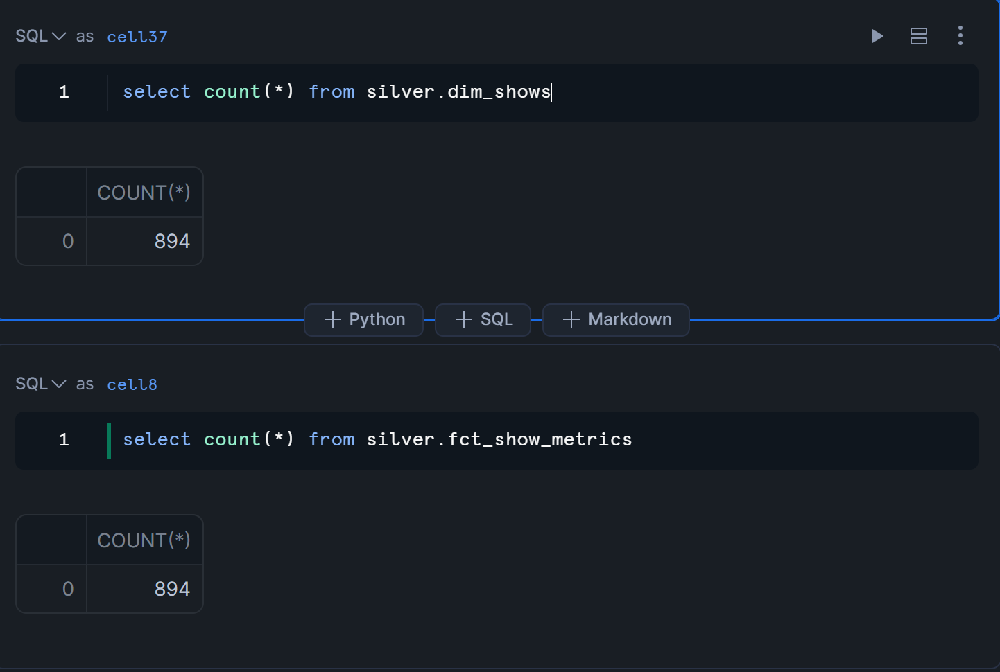 SQL as cell37
1 select count(*) from silver.dim_shows
COUNT(*)
0 894
Python SQL Markdown
SQL as cell8
1 select count(*) from silver.fct_show_metrics
COUNT(*)
0 894